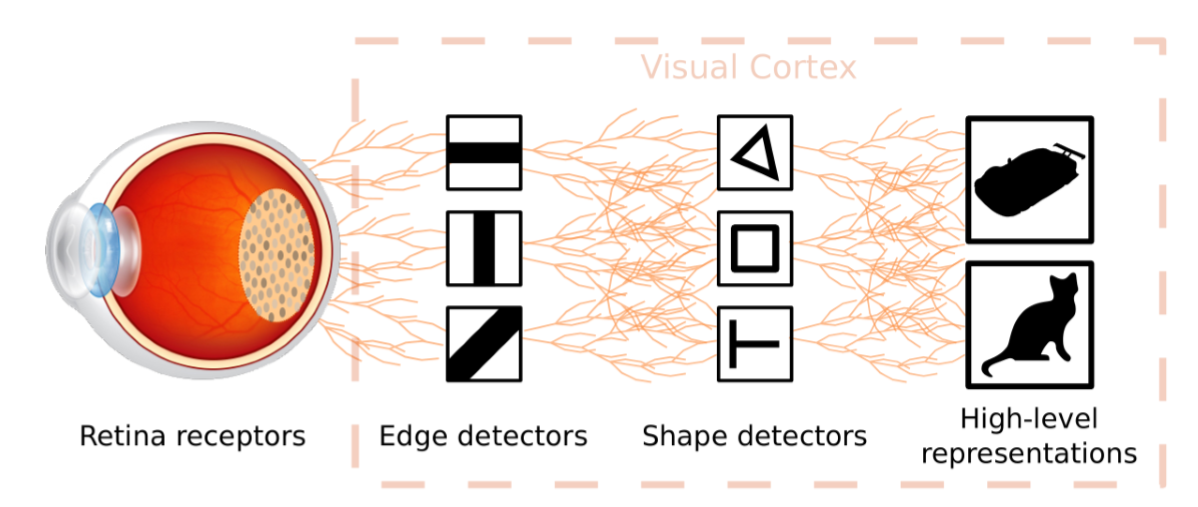 Visual Cortex
Retina receptors
Edge detectors
Shape detectors
High-level
representations